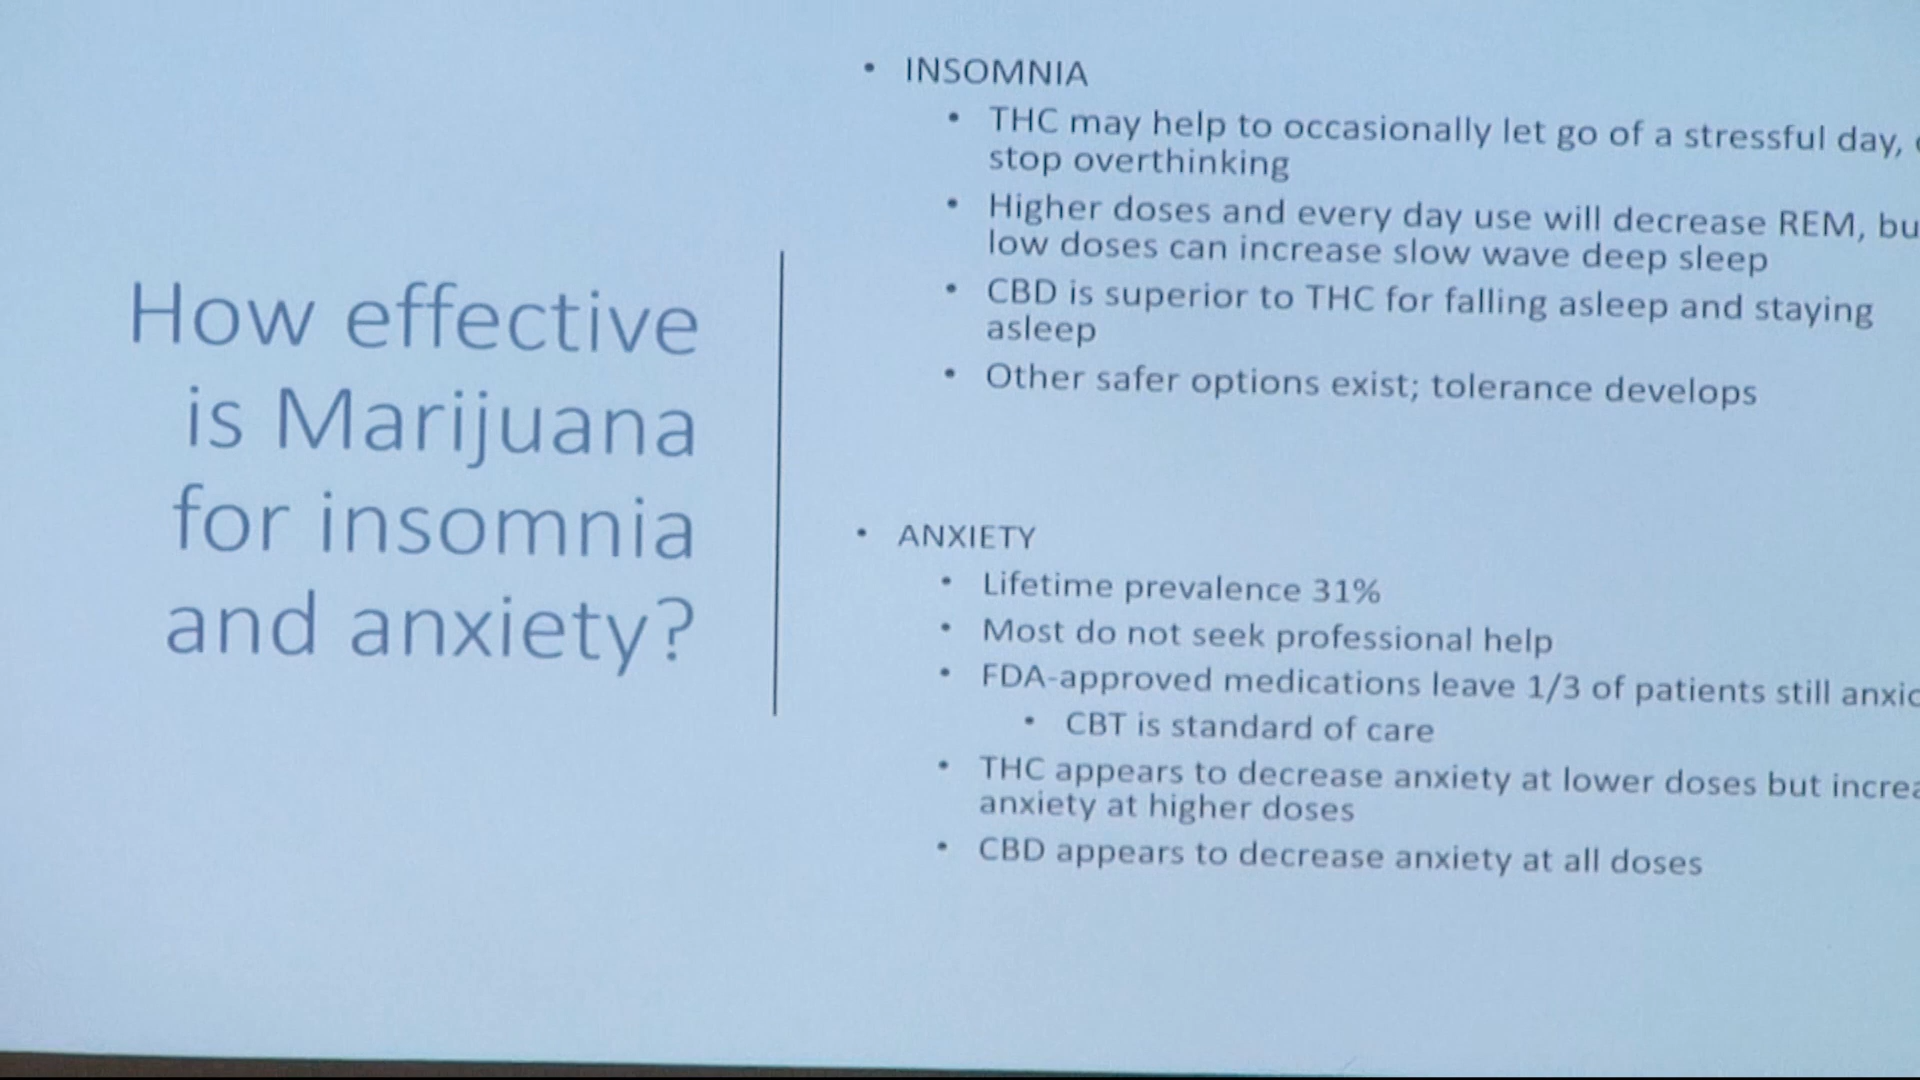 How effective
is Marijuana
for insomnia
and anxiety?
• INSOMNIA
• THC may help to occasionally let go of a stressful day,
stop overthinking
• Higher doses and every day use will decrease REM,
low doses can increase slow wave deep sleep
• CBD is superior to THC for falling asleep and staying
asleep
• Other safer options exist; tolerance develops
• ANXIETY
• Lifetime prevalence 31%
• Most do not seek professional help
• FDA-approved medications leave 1/3 of patients still
• CBT is standard of care
• THC appears to decrease anxiety at lower doses but
anxiety at higher doses
• CBD appears to decrease anxiety at all doses